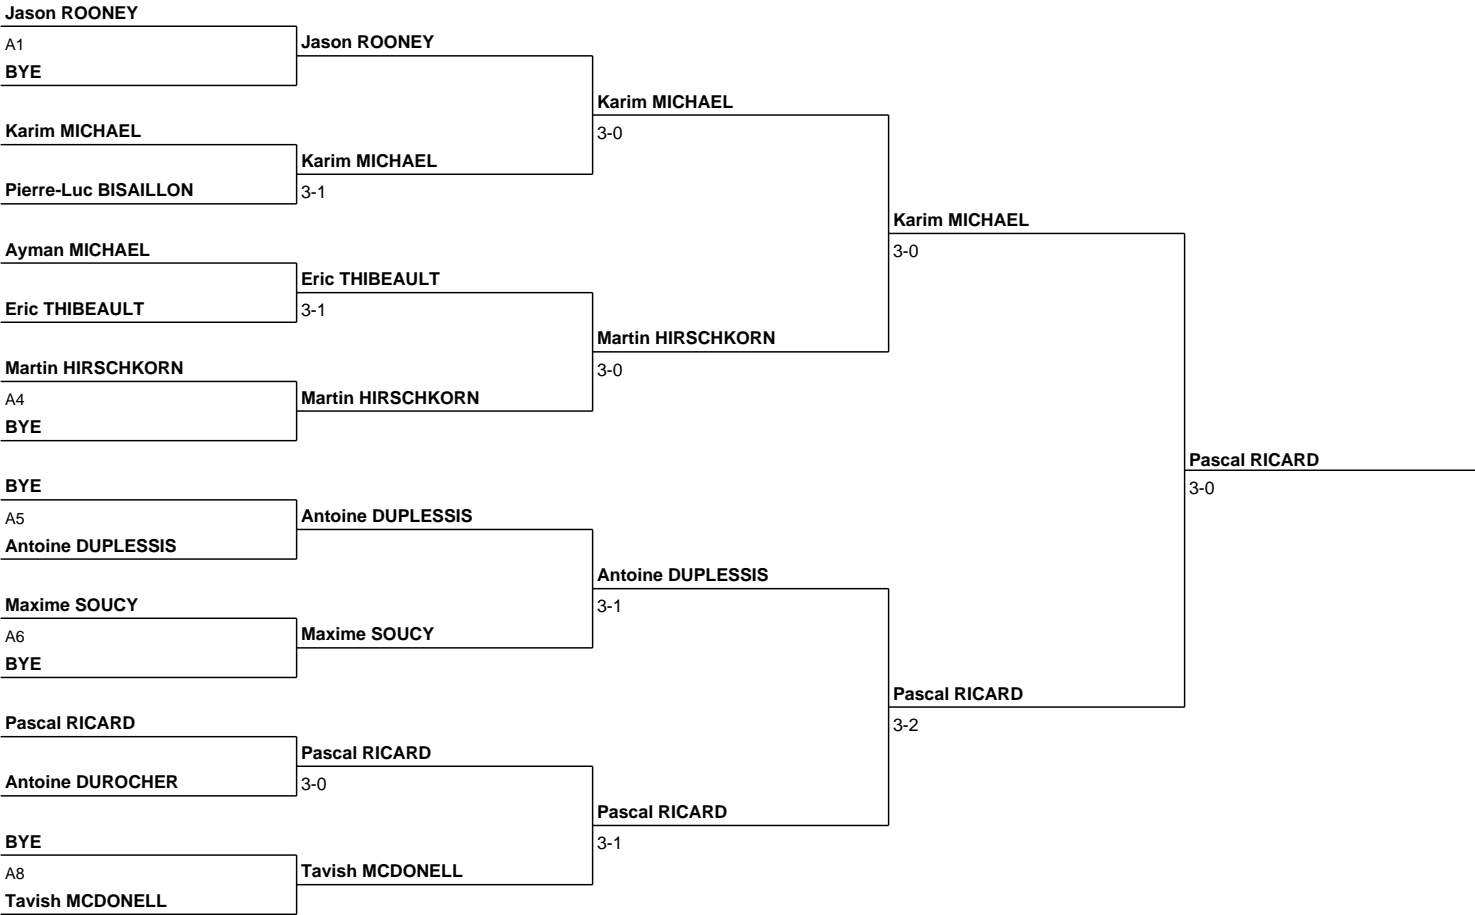 Jason ROONEY
A1
BYE
Karim MICHAEL
Pierre-Luc BISAILLON
Ayman MICHAEL
Eric THIBEAULT
Martin HIRSCHKORN
A4
BYE
BYE
A5
Antoine DUPLESSIS
Maxime SOUCY
A6
BYE
Pascal RICARD
Antoine DUROCHER
BYE
A8
Tavish MCDONELL
Jason ROONEY
Karim MICHAEL
3-1
Eric THIBEAULT
3-1
Martin HIRSCHKORN
Antoine DUPLESSIS
Maxime SOUCY
Pascal RICARD
3-0
Tavish MCDONELL
Karim MICHAEL
3-0
Martin HIRSCHKORN
3-0
Antoine DUPLESSIS
3-1
Pascal RICARD
3-1
Karim MICHAEL
3-0
Pascal RICARD
3-2
Pascal RICARD
3-0